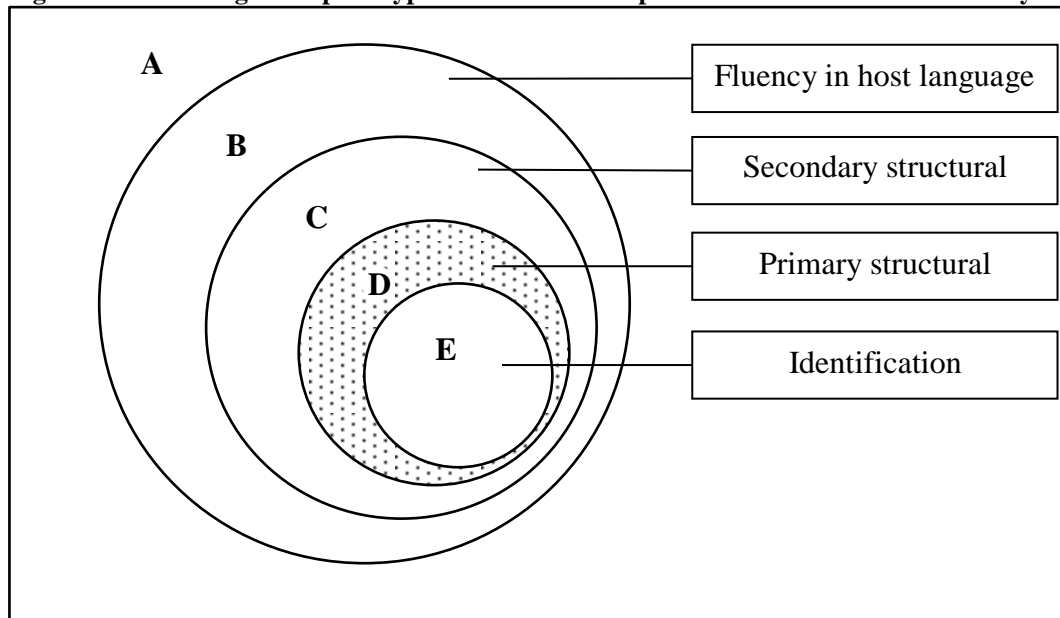 A
Fluency in host language
B
Secondary structural
C
Primary structural
D
E
Identification